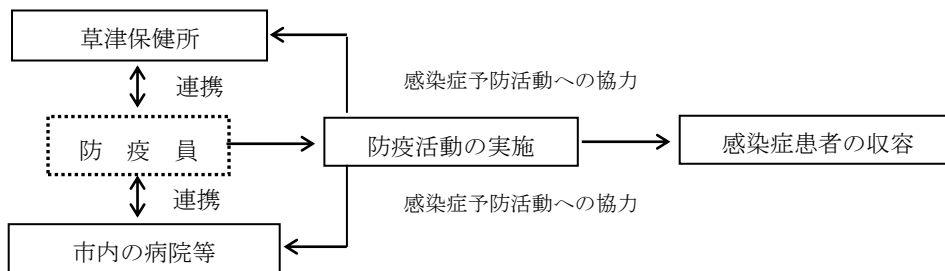 草津保健所
連携
感染症予防活動への協力
防 疫 員
防疫活動の実施
感染症患者の収容
連携
感染症予防活動への協力
市内の病院等